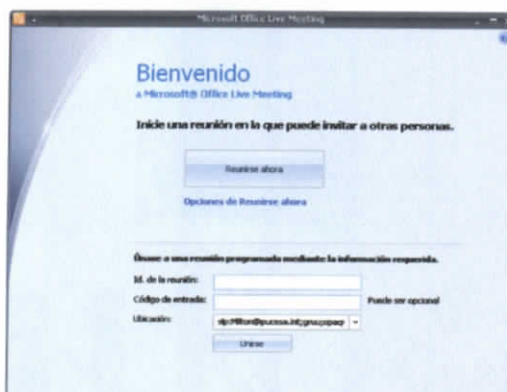 Microsoft Office Live Meeting
Bienvenido
a Microsoft® Office Live Meeting
Inicie una reunión en la que puede invitar a otras personas.
Reunirse ahora
Opciones de Reunirse ahora
Únase a una reunión programada mediante la información requerida.
Id. de la reunión:
Código de entrada:
Puede ser opcional
Ubicación:
Unirse